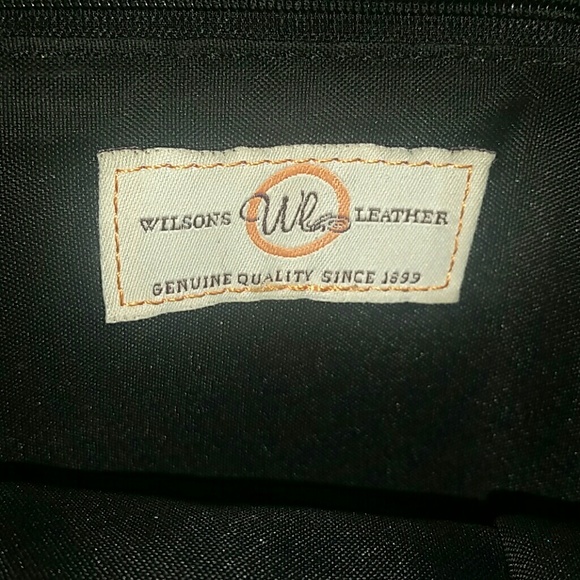 WILSONS Wl LEATHER
GENUINE QUALITY SINCE 1899